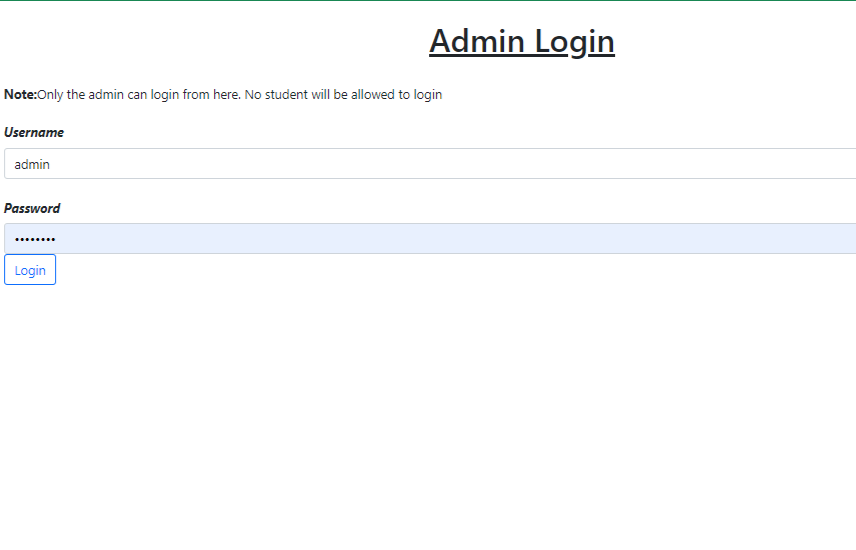 Admin Login
Note:Only the admin can login from here. No student will be allowed to login
Username
admin
Password
••••••••
Login